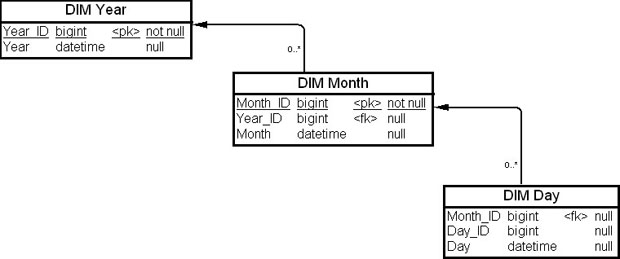 DIM Year
Year_ID bigint <pk> not null
Year datetime null
0..*
DIM Month
Month_ID bigint <pk> not null
Year_ID bigint <fk> null
Month datetime null
0..*
DIM Day
Month_ID bigint <fk> null
Day_ID bigint null
Day datetime null